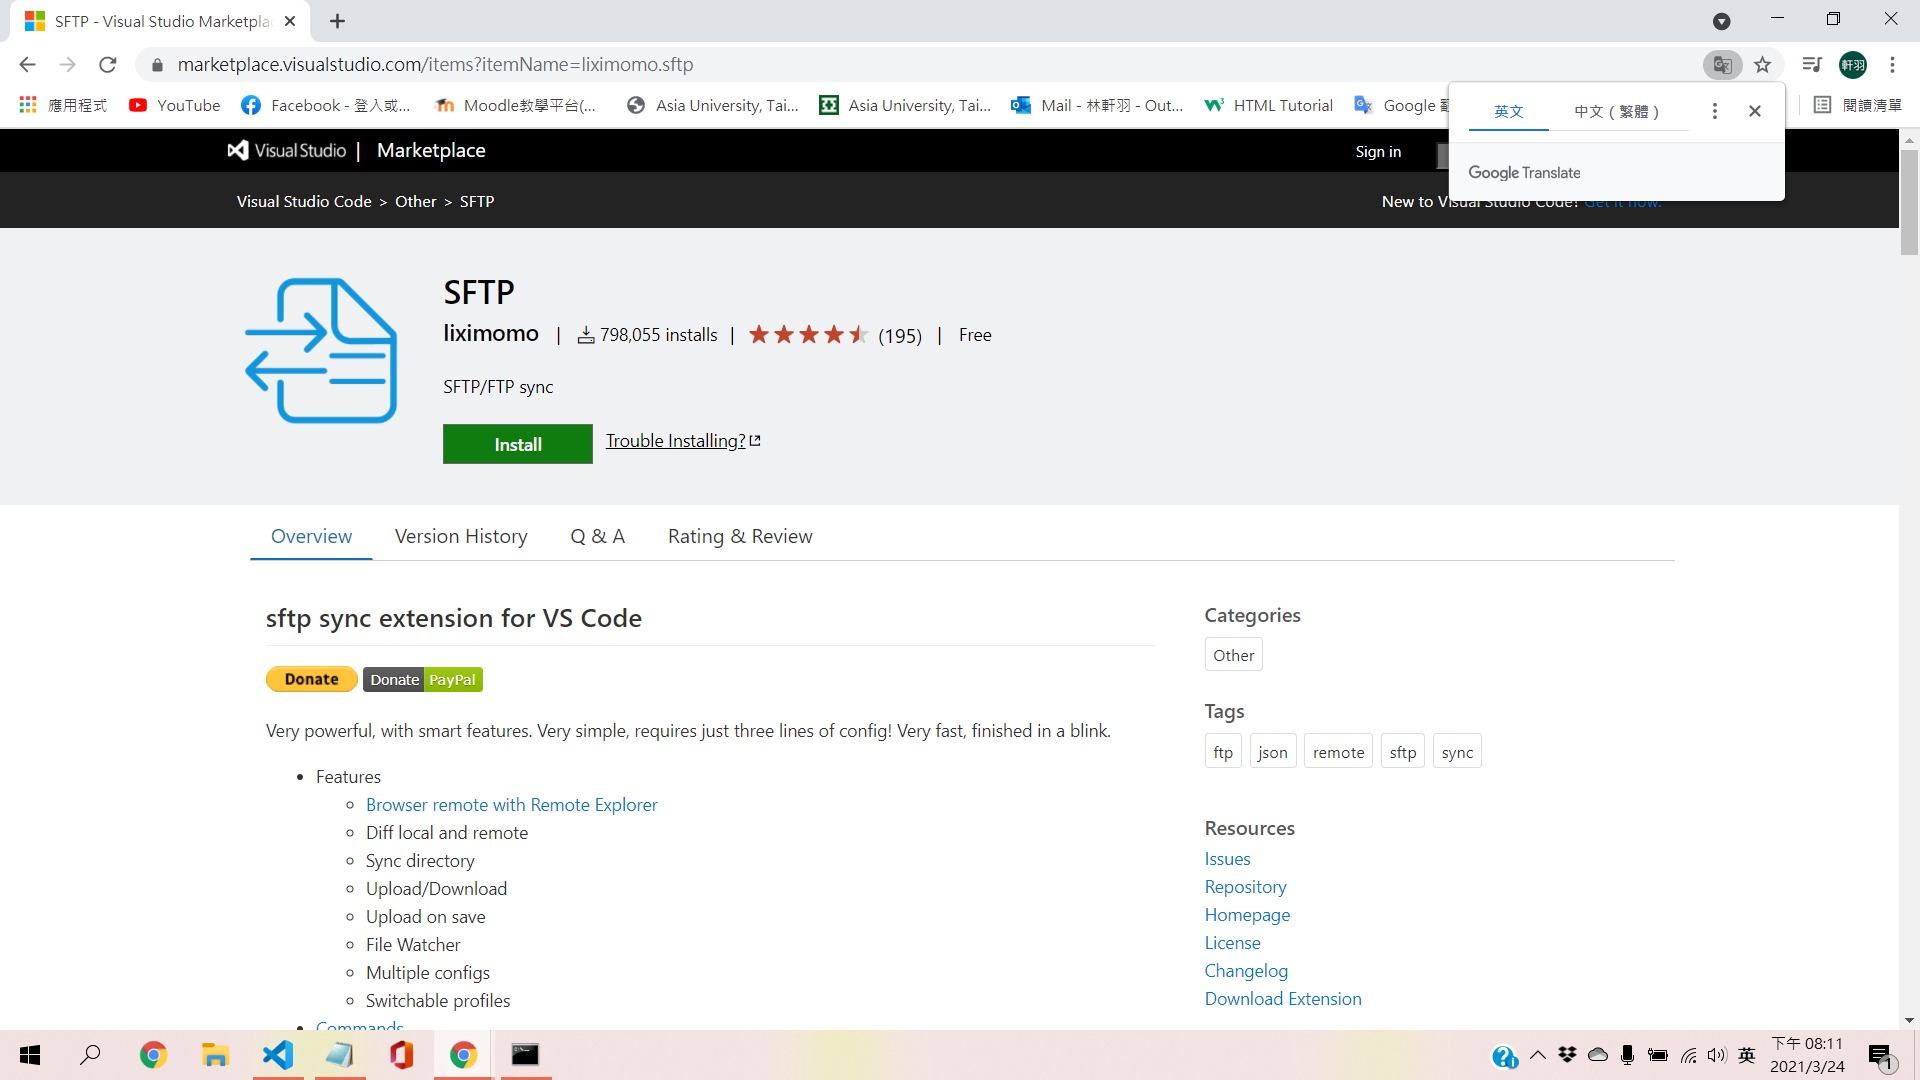 SFTP - Visual Studio Marketpla
marketplace.visualstudio.com/items?itemName=liximomo.sftp
軒羽
應用程式
YouTube
Facebook - 登入或...
Moodle教學平台(...
Asia University, Tai...
Asia University, Tai...
Mail - 林軒羽 - Out...
HTML Tutorial
Google
閱讀清單
英文
中文（繁體）
Google Translate
Visual Studio | Marketplace
Sign in
Visual Studio Code > Other > SFTP
New to Visual Studio Code? Get it now.
SFTP
liximomo | 798,055 installs | (195) | Free
SFTP/FTP sync
Install
Trouble Installing?
Overview
Version History
Q & A
Rating & Review
sftp sync extension for VS Code
Donate
Donate PayPal
Very powerful, with smart features. Very simple, requires just three lines of config! Very fast, finished in a blink.
Features
Browser remote with Remote Explorer
Diff local and remote
Sync directory
Upload/Download
Upload on save
File Watcher
Multiple configs
Switchable profiles
Commands
Categories
Other
Tags
ftp
json
remote
sftp
sync
Resources
Issues
Repository
Homepage
License
Changelog
Download Extension
英
下午 08:11
2021/3/24
1